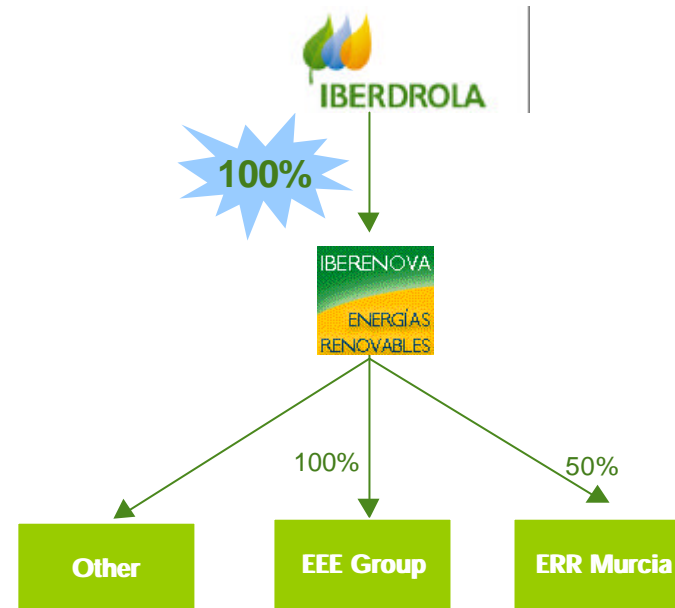 IBERDROLA
100%
IBERENOVA
ENERGÍAS
RENOVABLES
100%
50%
Other
EEE Group
ERR Murcia